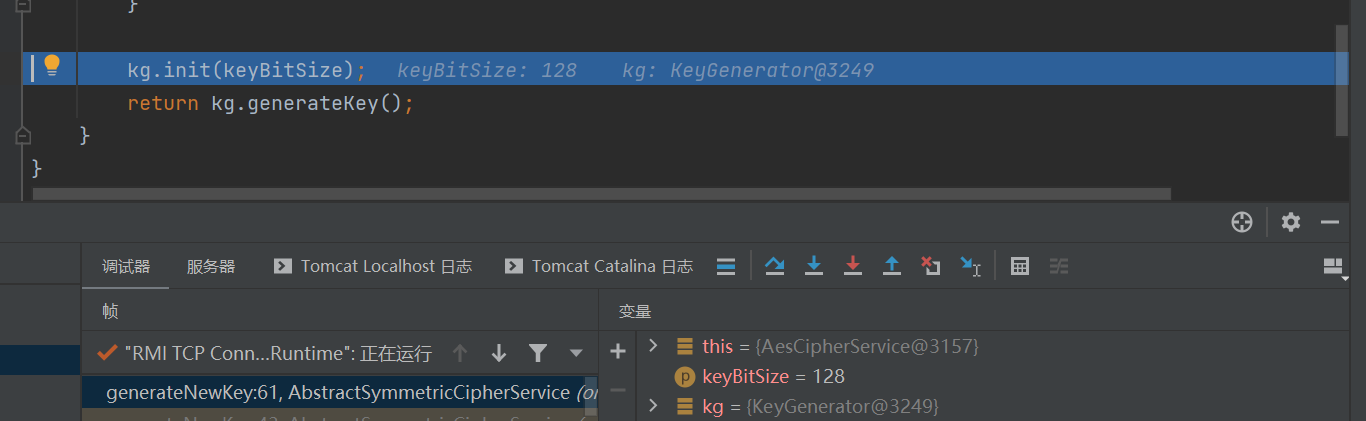 }
kg.init(keyBitSize); keyBitSize: 128 kg: KeyGenerator@3249
return kg.generateKey();
}
}
调试器 服务器 Tomcat Localhost 日志 Tomcat Catalina 日志
帧 变量
"RMI TCP Conn...Runtime": 正在运行
this = {AesCipherService@3157}
keyBitSize = 128
generateNewKey:61, AbstractSymmetricCipherService
kg = {KeyGenerator@3249}